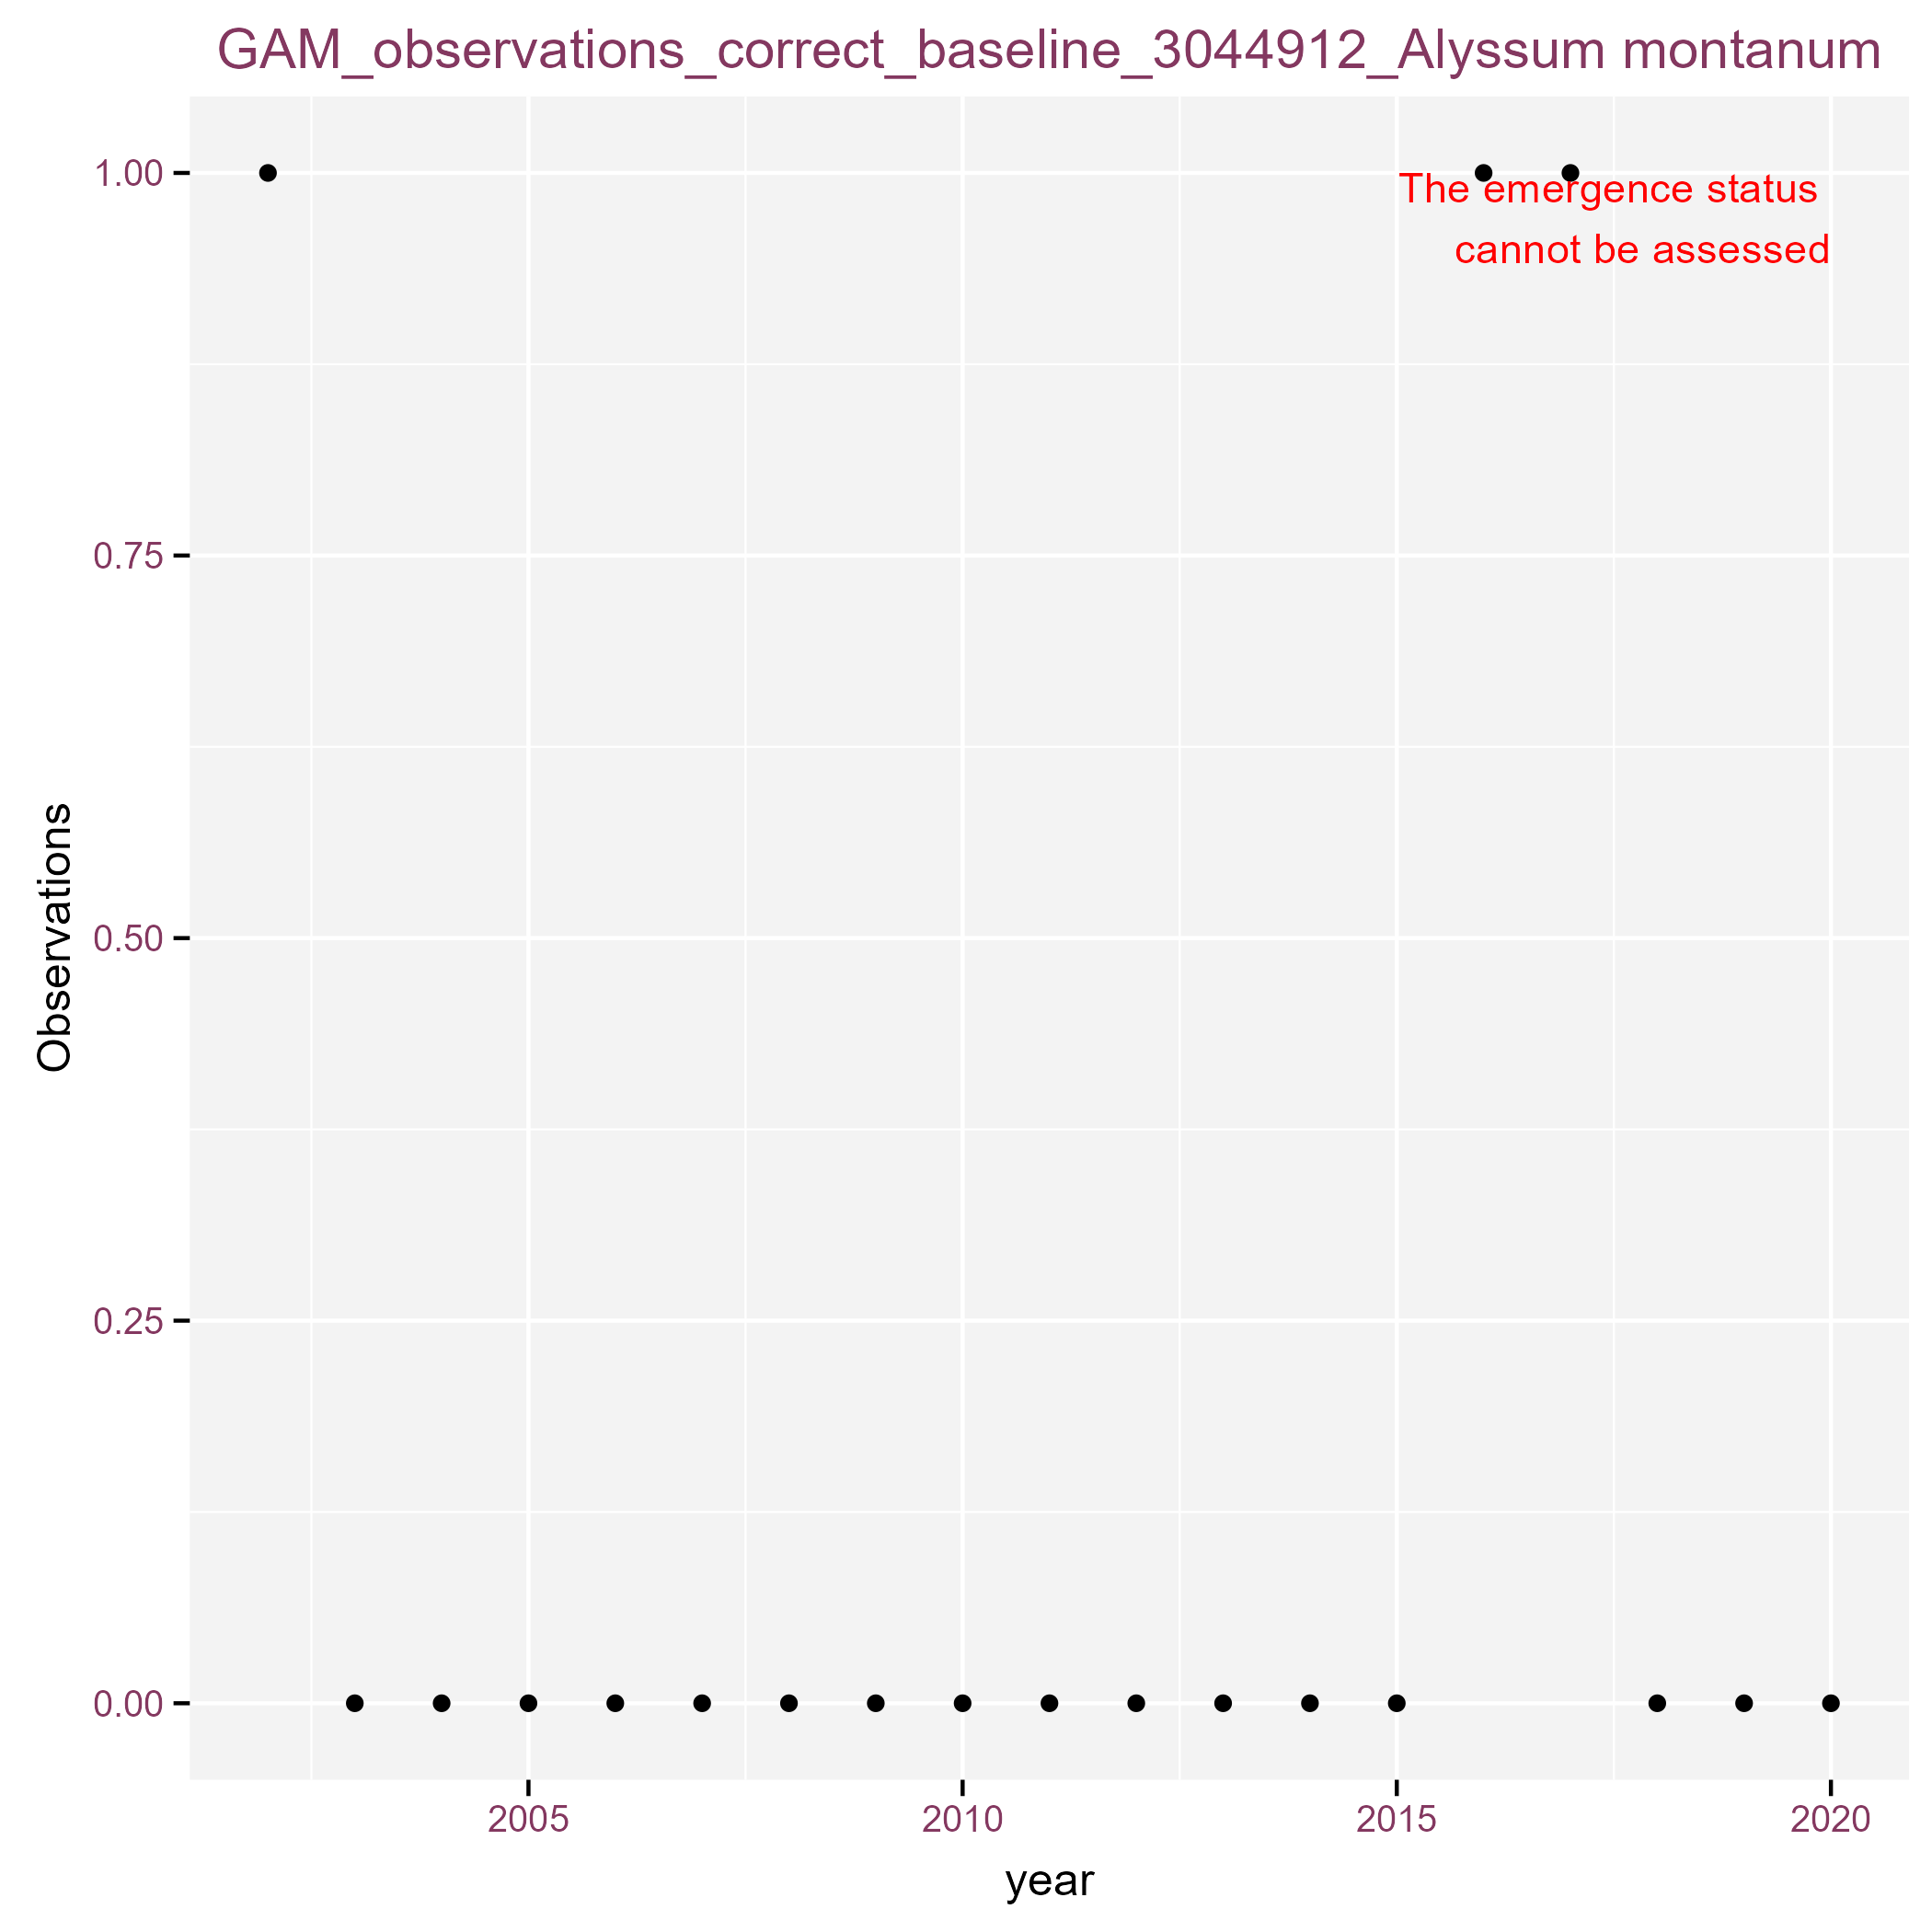 GAM_observations_correct_baseline_3044912_Alyssum montanum
1.00
The emergence status
cannot be assessed
0.75
Observations
0.50
0.25
0.00
2005 2010 2015 2020
year